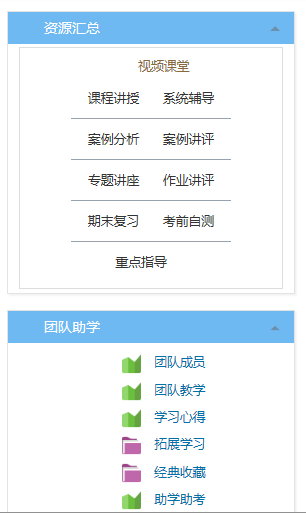 资源汇总
视频课堂
课程讲授 系统辅导
案例分析 案例讲评
专题讲座 作业讲评
期末复习 考前自测
重点指导
团队助学
团队成员
团队教学
学习心得
拓展学习
经典收藏
助学助考